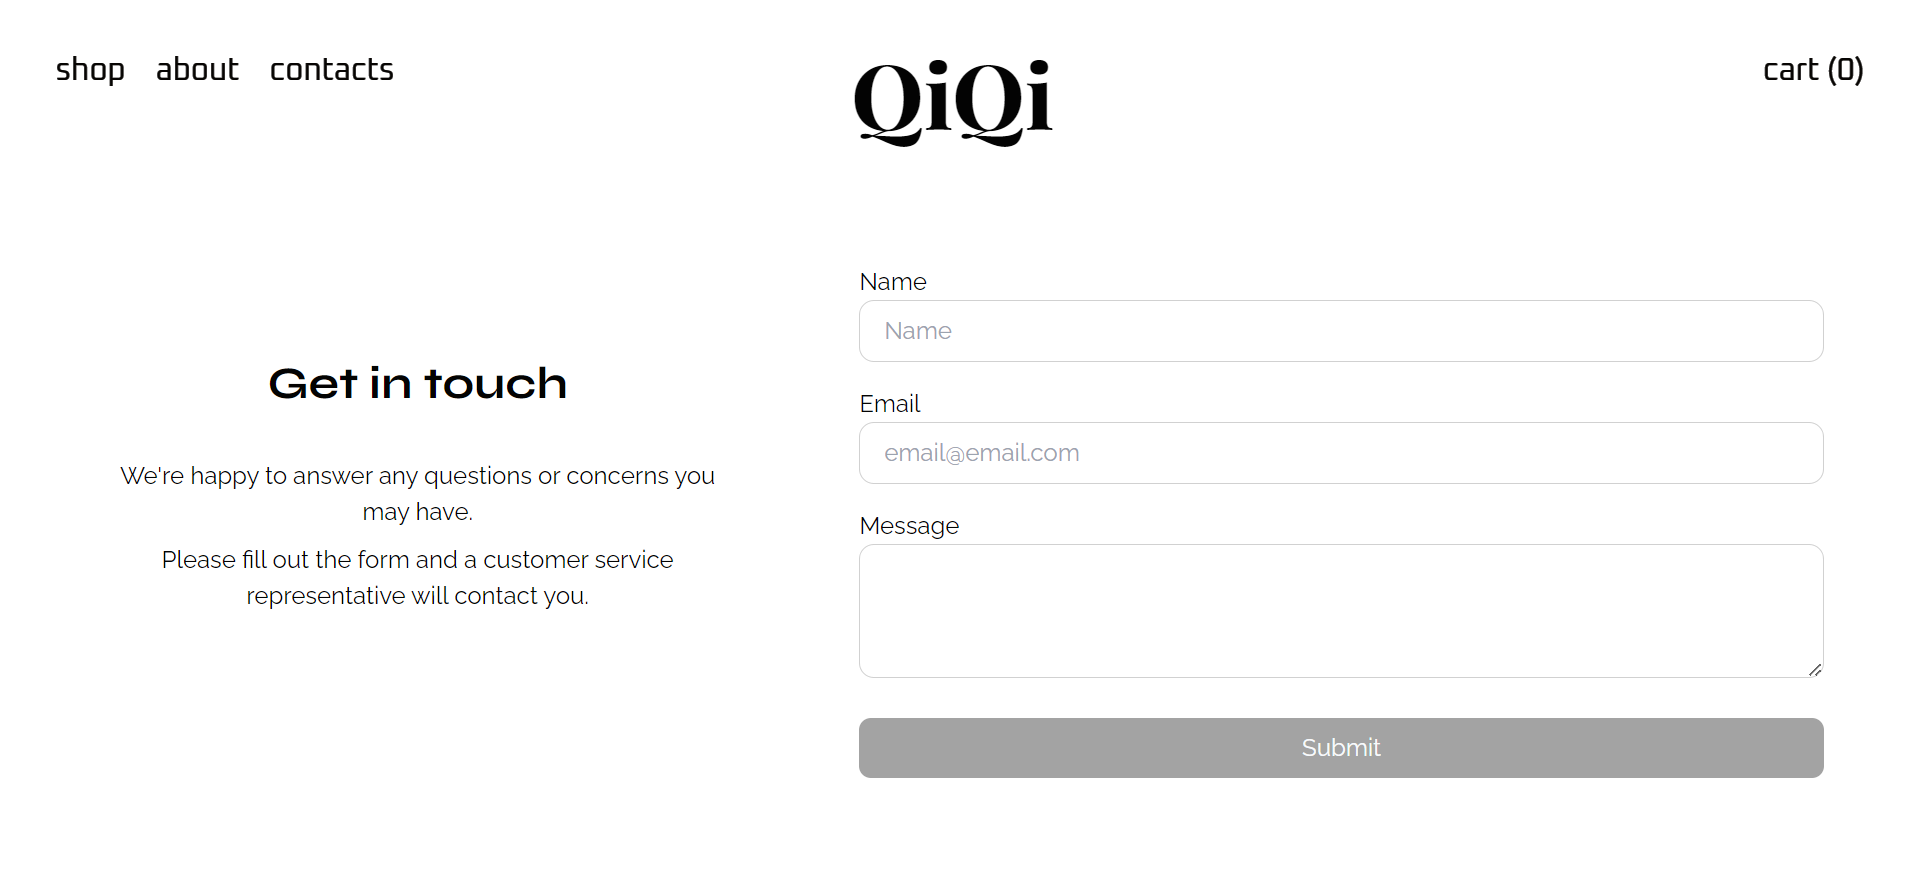 shop about contacts
QiQi
cart (0)
Get in touch
We're happy to answer any questions or concerns you
may have.
Please fill out the form and a customer service
representative will contact you.
Name
Name
Email
email@email.com
Message
Submit